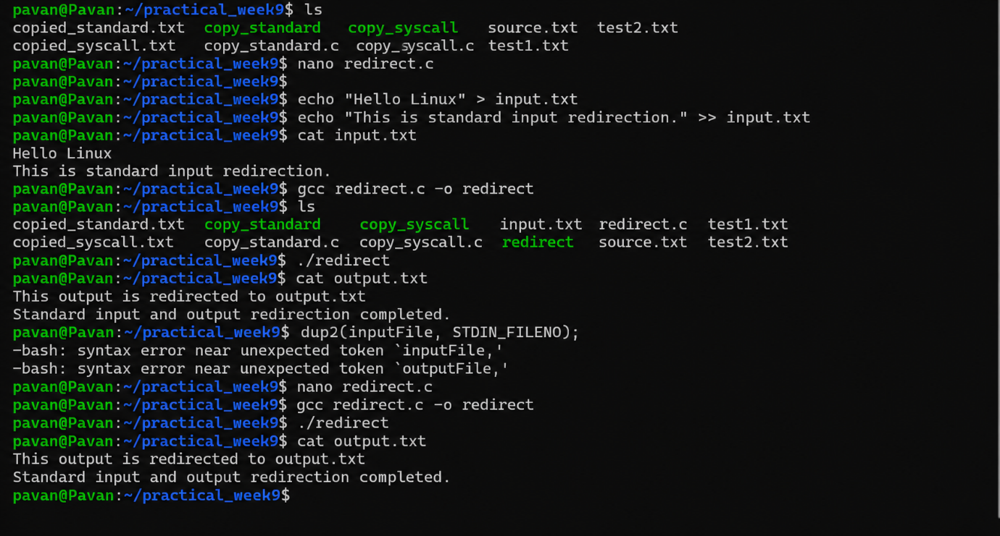 pavan@Pavan:~/practical_week9$ ls
copied_standard.txt copy_standard copy_syscall source.txt test2.txt
copied_syscall.txt copy_standard.c copy_syscall.c test1.txt
pavan@Pavan:~/practical_week9$ nano redirect.c
pavan@Pavan:~/practical_week9$
pavan@Pavan:~/practical_week9$ echo "Hello Linux" > input.txt
pavan@Pavan:~/practical_week9$ echo "This is standard input redirection." >> input.txt
pavan@Pavan:~/practical_week9$ cat input.txt
Hello Linux
This is standard input redirection.
pavan@Pavan:~/practical_week9$ gcc redirect.c -o redirect
pavan@Pavan:~/practical_week9$ ls
copied_standard.txt copy_standard copy_syscall input.txt redirect.c test1.txt
copied_syscall.txt copy_standard.c copy_syscall.c redirect source.txt test2.txt
pavan@Pavan:~/practical_week9$ ./redirect
pavan@Pavan:~/practical_week9$ cat output.txt
This output is redirected to output.txt
Standard input and output redirection completed.
pavan@Pavan:~/practical_week9$ dup2(inputFile, STDIN_FILENO);
-bash: syntax error near unexpected token `inputFile,'
-bash: syntax error near unexpected token `outputFile,'
pavan@Pavan:~/practical_week9$ nano redirect.c
pavan@Pavan:~/practical_week9$ gcc redirect.c -o redirect
pavan@Pavan:~/practical_week9$ ./redirect
pavan@Pavan:~/practical_week9$ cat output.txt
This output is redirected to output.txt
Standard input and output redirection completed.
pavan@Pavan:~/practical_week9$